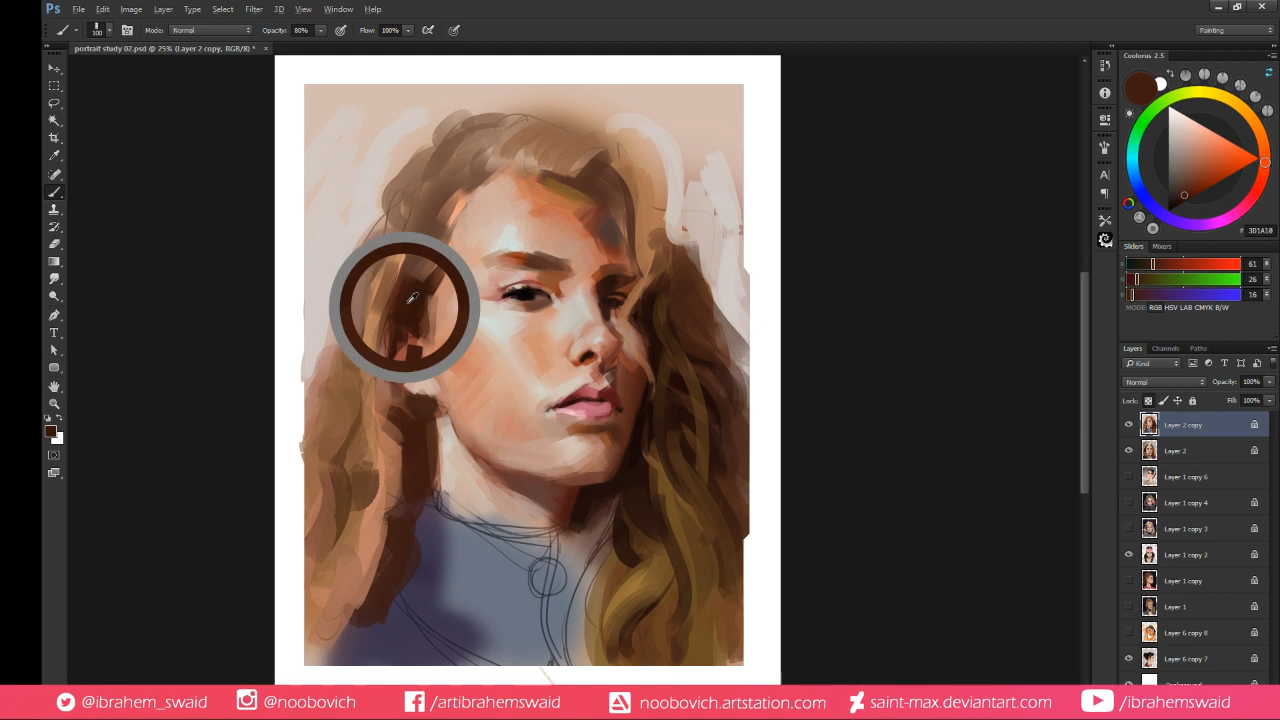 Ps File Edit Image Layer Type Select Filter 3D View Window Help
100 Mode: Normal Opacity: 80% Flow: 100% Painting
portrait study 02.psd @ 25% (Layer 2 copy, RGB/8) * ×
Coolorus 2.5
# 3D1A10
Sliders Mixers
R 61
G 26
B 16
MODE: RGB HSV LAB CMYK B/W
Layers Channels Paths
Kind
Normal Opacity: 100%
Lock: Fill: 100%
Layer 2 copy
Layer 2
Layer 1 copy 6
Layer 1 copy 4
Layer 1 copy 3
Layer 1 copy 2
Layer 1 copy
Layer 1
Layer 6 copy 8
Layer 6 copy 7
Background
@ibrahem_swaid @noobovich /artibrahemswaid noobovich.artstation.com saint-max.deviantart.com /ibrahemswaid